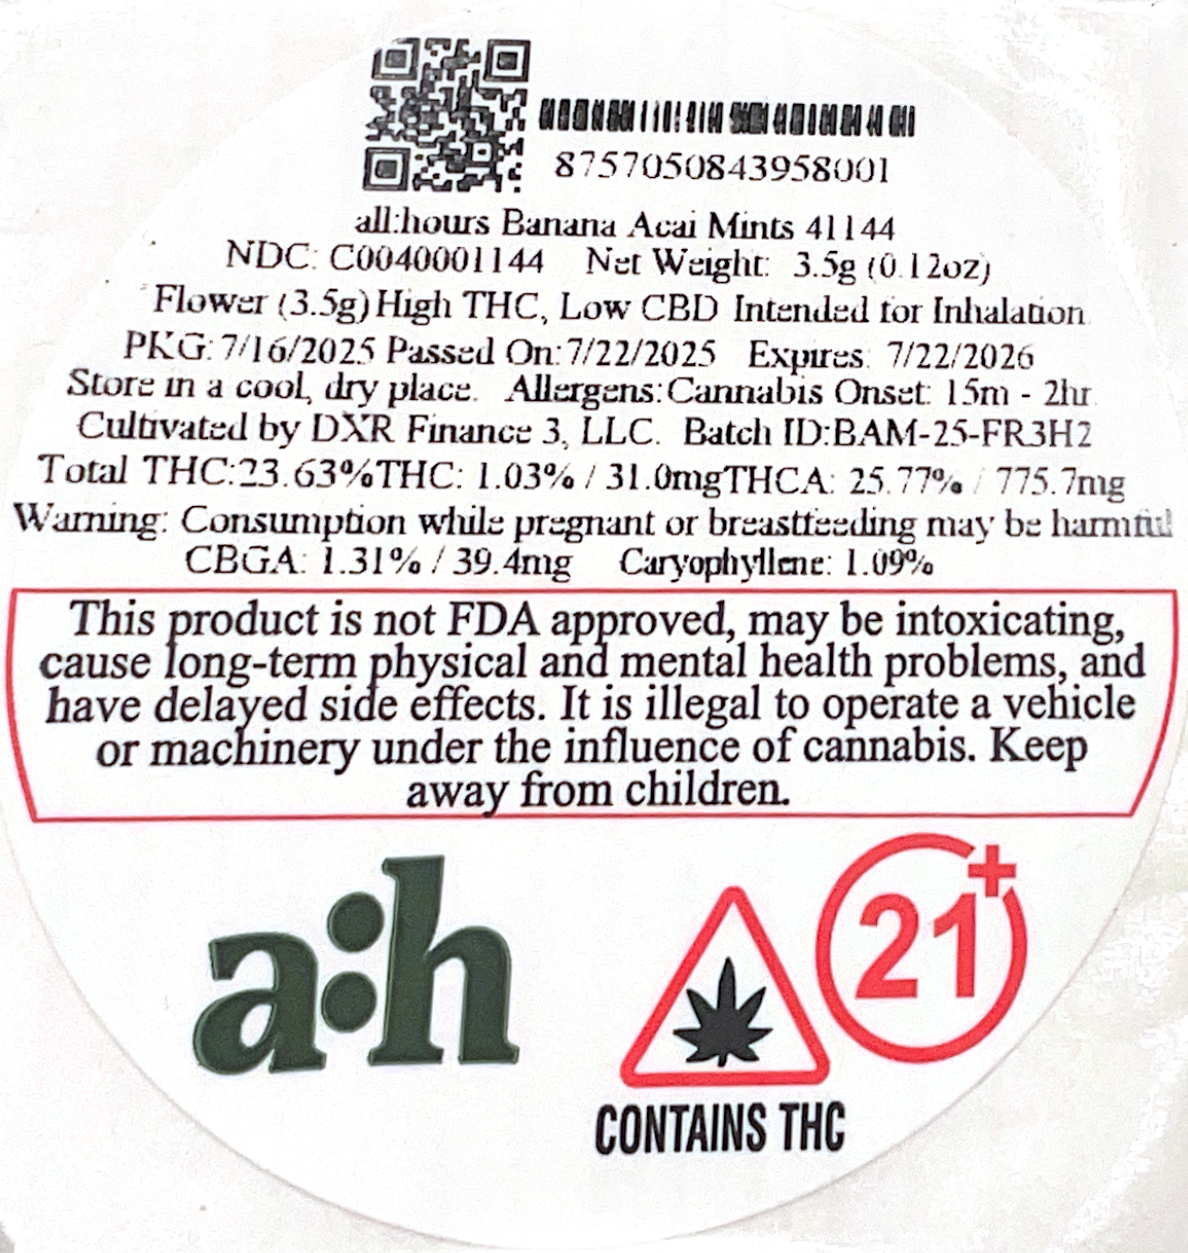 8757050843958001
all:hours Banana Acai Mints 41144
NDC: C0040001144 Net Weight: 3.5g (0.12oz)
Flower (3.5g) High THC, Low CBD Intended for Inhalation
PKG: 7/16/2025 Passed On: 7/22/2025 Expires: 7/22/2026
Store in a cool, dry place. Allergens: Cannabis Onset: 15m - 2hr
Cultivated by DXR Finance 3, LLC. Batch ID:BAM-25-FR3H2
Total THC:23.63%THC: 1.03% / 31.0mgTHCA: 25.77% / 775.7mg
Warning: Consumption while pregnant or breastfeeding may be harmful
CBGA: 1.31% / 39.4mg Caryophyllene: 1.09%
This product is not FDA approved, may be intoxicating,
cause long-term physical and mental health problems, and
have delayed side effects. It is illegal to operate a vehicle
or machinery under the influence of cannabis. Keep
away from children.
a:h
21+
CONTAINS THC